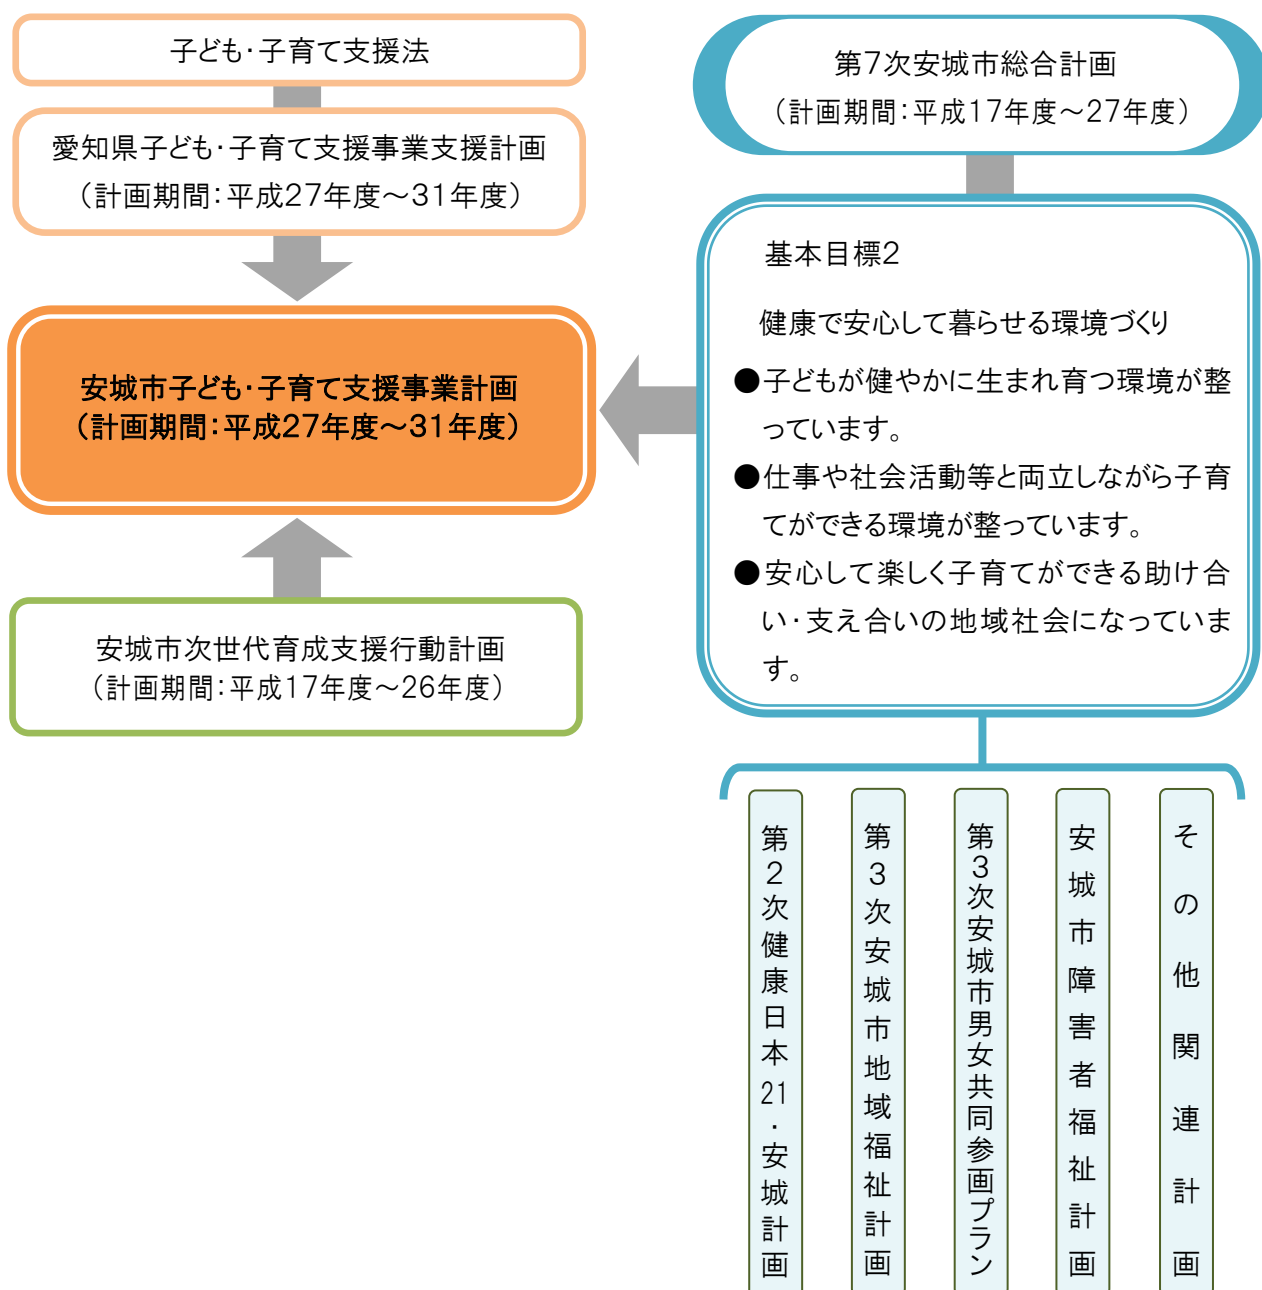 子ども・子育て支援法
愛知県子ども・子育て支援事業支援計画
（計画期間：平成27年度～31年度）
安城市子ども・子育て支援事業計画
（計画期間：平成27年度～31年度）
安城市次世代育成支援行動計画
（計画期間：平成17年度～26年度）
第7次安城市総合計画
（計画期間：平成17年度～27年度）
基本目標2
健康で安心して暮らせる環境づくり
●子どもが健やかに生まれ育つ環境が整
っています。
●仕事や社会活動等と両立しながら子育
てができる環境が整っています。
●安心して楽しく子育てができる助け合
い・支え合いの地域社会になっていま
す。
第2次健康日本21・安城計画
第3次安城市地域福祉計画
第3次安城市男女共同参画プラン
安城市障害者福祉計画
その他関連計画